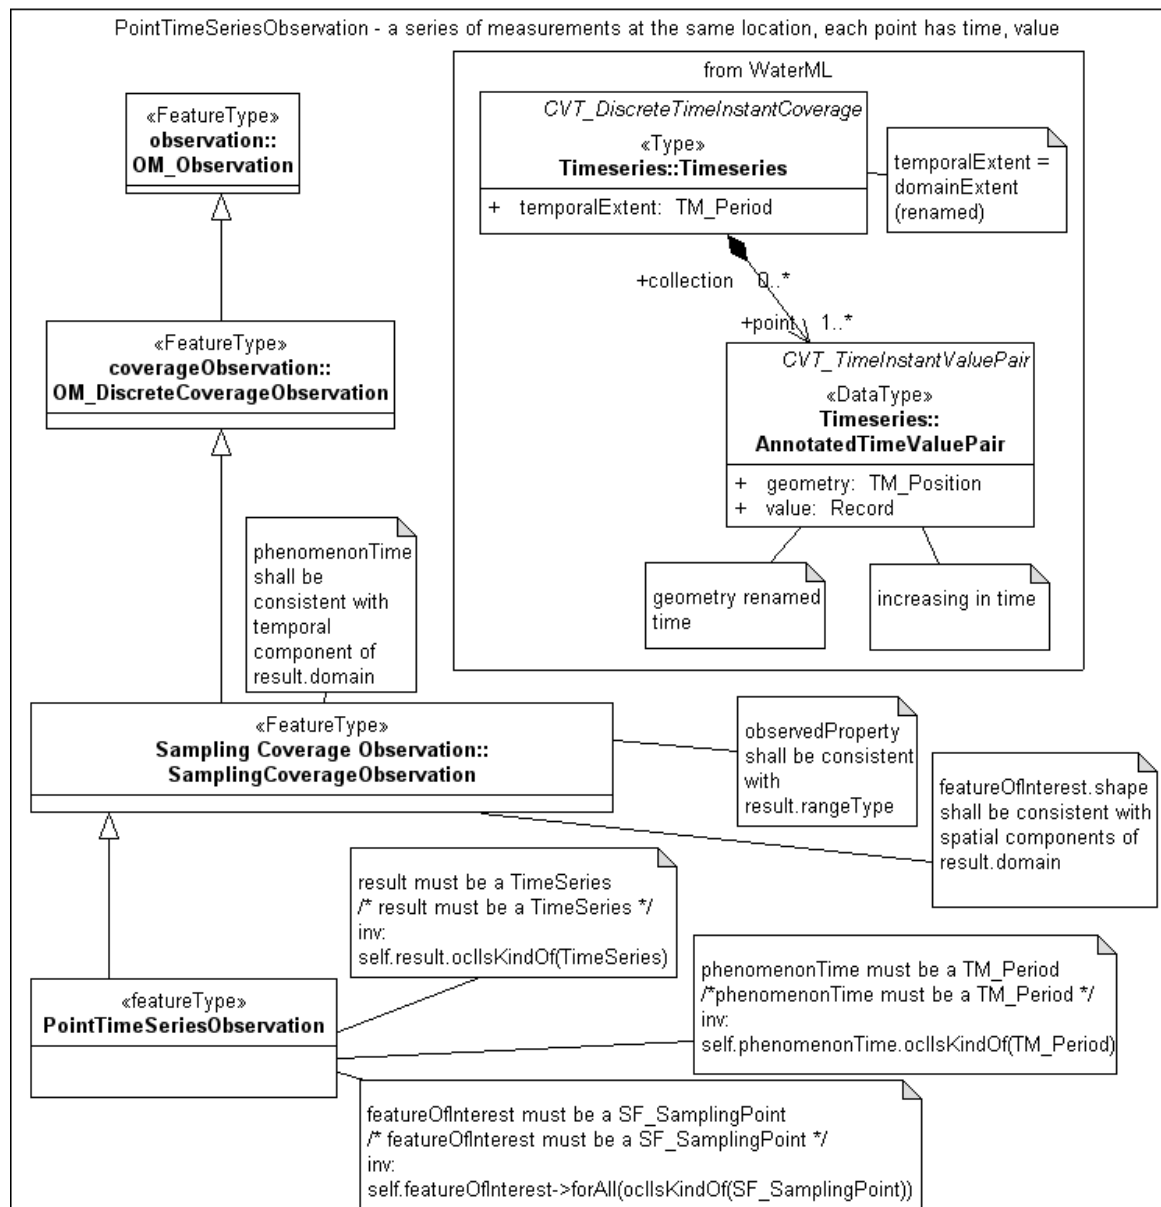 PointTimeSeriesObservation - a series of measurements at the same location, each point has time, value
from WaterML
«FeatureType»
observation::
OM_Observation
CVT_DiscreteTimeInstantCoverage
«Type»
Timeseries::Timeseries
+ temporalExtent: TM_Period
temporalExtent =
domainExtent
(renamed)
+collection 0..*
+point 1..*
«FeatureType»
coverageObservation::
OM_DiscreteCoverageObservation
CVT_TimeInstantValuePair
«DataType»
Timeseries::
AnnotatedTimeValuePair
+ geometry: TM_Position
+ value: Record
phenomenonTime
shall be
consistent with
temporal
component of
result.domain
geometry renamed
time
increasing in time
«FeatureType»
Sampling Coverage Observation::
SamplingCoverageObservation
observedProperty
shall be consistent
with
result.rangeType
featureOfInterest.shape
shall be consistent with
spatial components of
result.domain
result must be a TimeSeries
/* result must be a TimeSeries */
inv:
self.result.oclIsKindOf(TimeSeries)
phenomenonTime must be a TM_Period
/*phenomenonTime must be a TM_Period */
inv:
self.phenomenonTime.oclIsKindOf(TM_Period)
«featureType»
PointTimeSeriesObservation
featureOfInterest must be a SF_SamplingPoint
/* featureOfInterest must be a SF_SamplingPoint */
inv:
self.featureOfInterest->forAll(oclIsKindOf(SF_SamplingPoint))